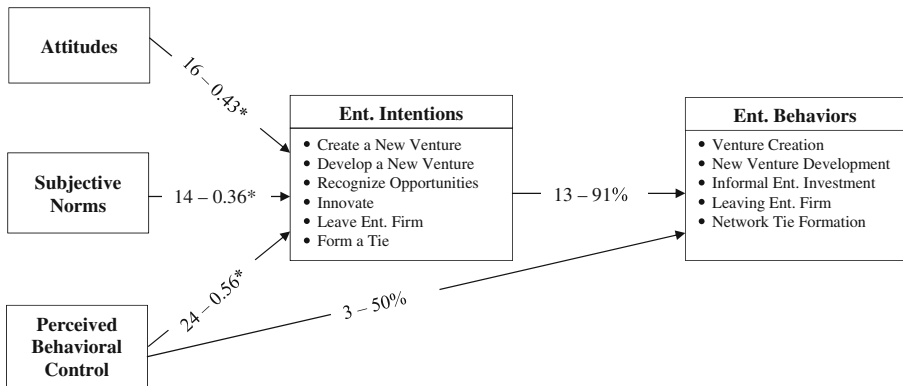 Attitudes
16 – 0.43*
Ent. Intentions
• Create a New Venture
• Develop a New Venture
• Recognize Opportunities
• Innovate
• Leave Ent. Firm
• Form a Tie
Ent. Behaviors
• Venture Creation
• New Venture Development
• Informal Ent. Investment
• Leaving Ent. Firm
• Network Tie Formation
Subjective
Norms
14 – 0.36*
13 – 91%
24 – 0.56*
3 – 50%
Perceived
Behavioral
Control